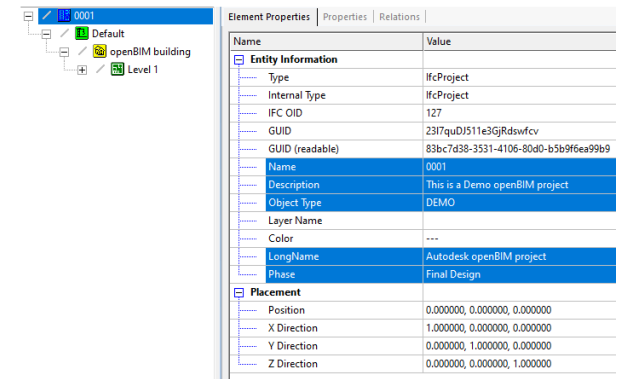 0001
Default
openBIM building
Level 1
Element Properties Properties Relations
Name Value
Entity Information
Type IfcProject
Internal Type IfcProject
IFC OID 127
GUID 23I7quDJ511e3GjRdswfcv
GUID (readable) 83bc7d38-3531-4106-80d0-b5b9f6ea99b9
Name 0001
Description This is a Demo openBIM project
Object Type DEMO
Layer Name
Color ---
LongName Autodesk openBIM project
Phase Final Design
Placement
Position 0.000000, 0.000000, 0.000000
X Direction 1.000000, 0.000000, 0.000000
Y Direction 0.000000, 1.000000, 0.000000
Z Direction 0.000000, 0.000000, 1.000000